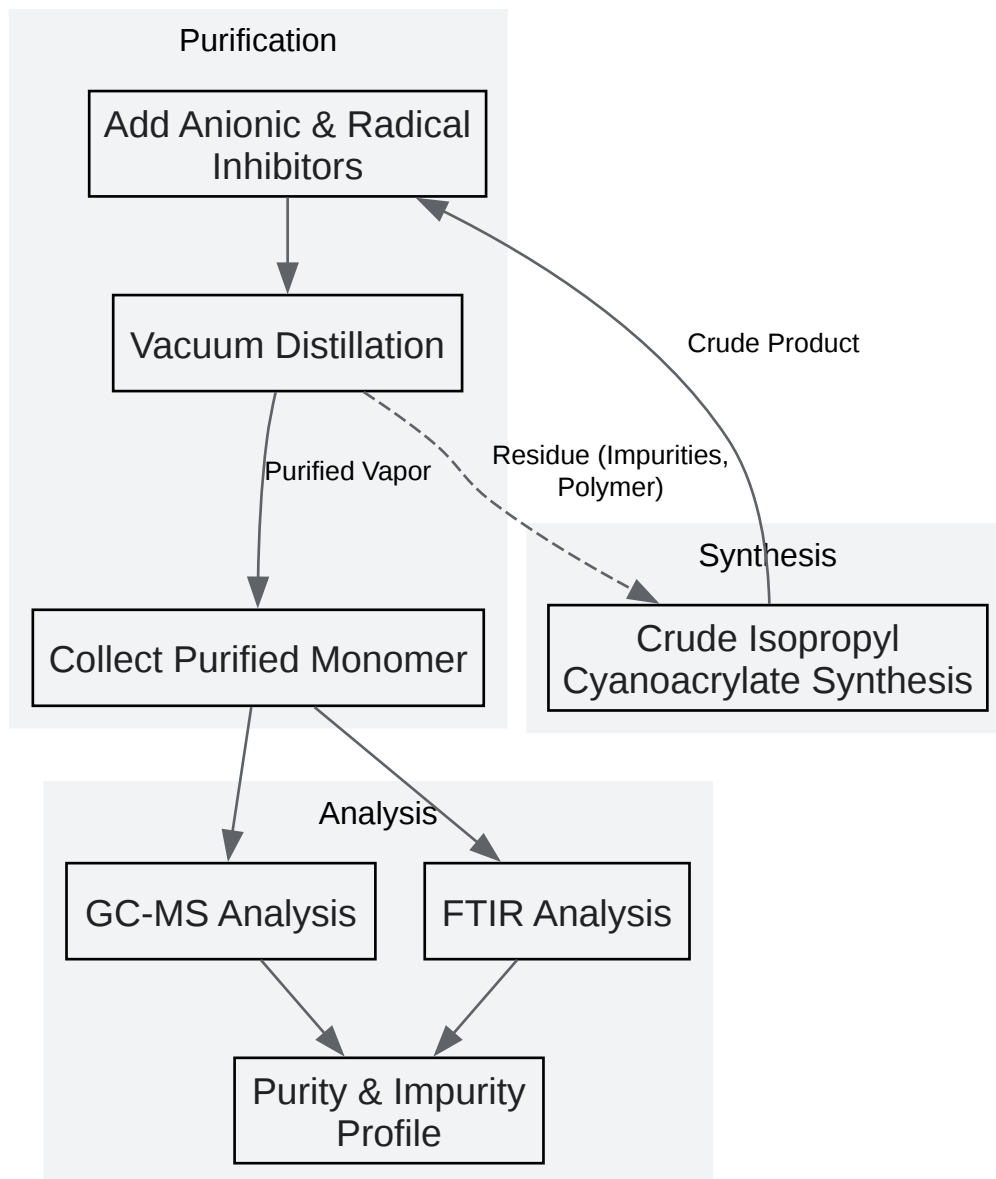 Purification
Add Anionic & Radical
Inhibitors
Vacuum Distillation
Crude Product
Purified Vapor
Residue (Impurities,
Polymer)
Synthesis
Crude Isopropyl
Cyanoacrylate Synthesis
Collect Purified Monomer
Analysis
GC-MS Analysis
FTIR Analysis
Purity & Impurity
Profile